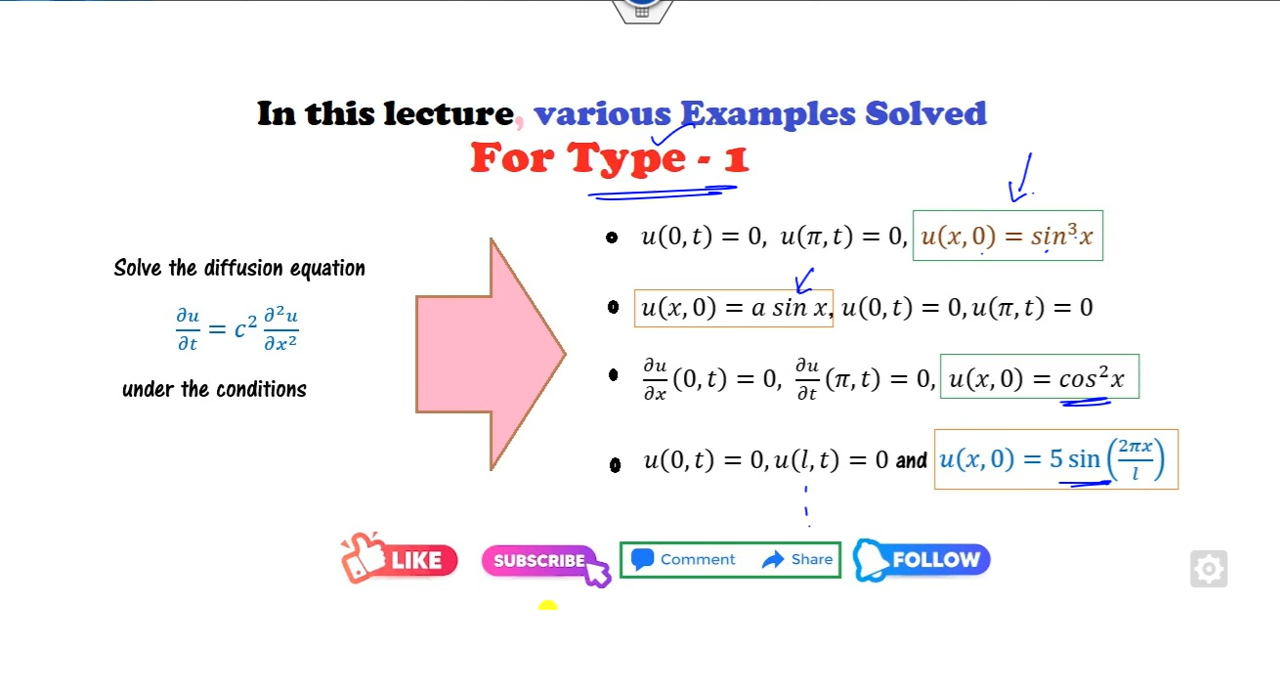 In this lecture, various Examples Solved
For Type - 1
Solve the diffusion equation
∂u/∂t = c² ∂²u/∂x²
under the conditions
• u(0, t) = 0, u(π, t) = 0, u(x, 0) = sin³x
• u(x, 0) = a sin x, u(0, t) = 0, u(π, t) = 0
• ∂u/∂x (0, t) = 0, ∂u/∂t (π, t) = 0, u(x, 0) = cos²x
• u(0, t) = 0, u(l, t) = 0 and u(x, 0) = 5 sin (2πx/l)
LIKE SUBSCRIBE Comment Share FOLLOW